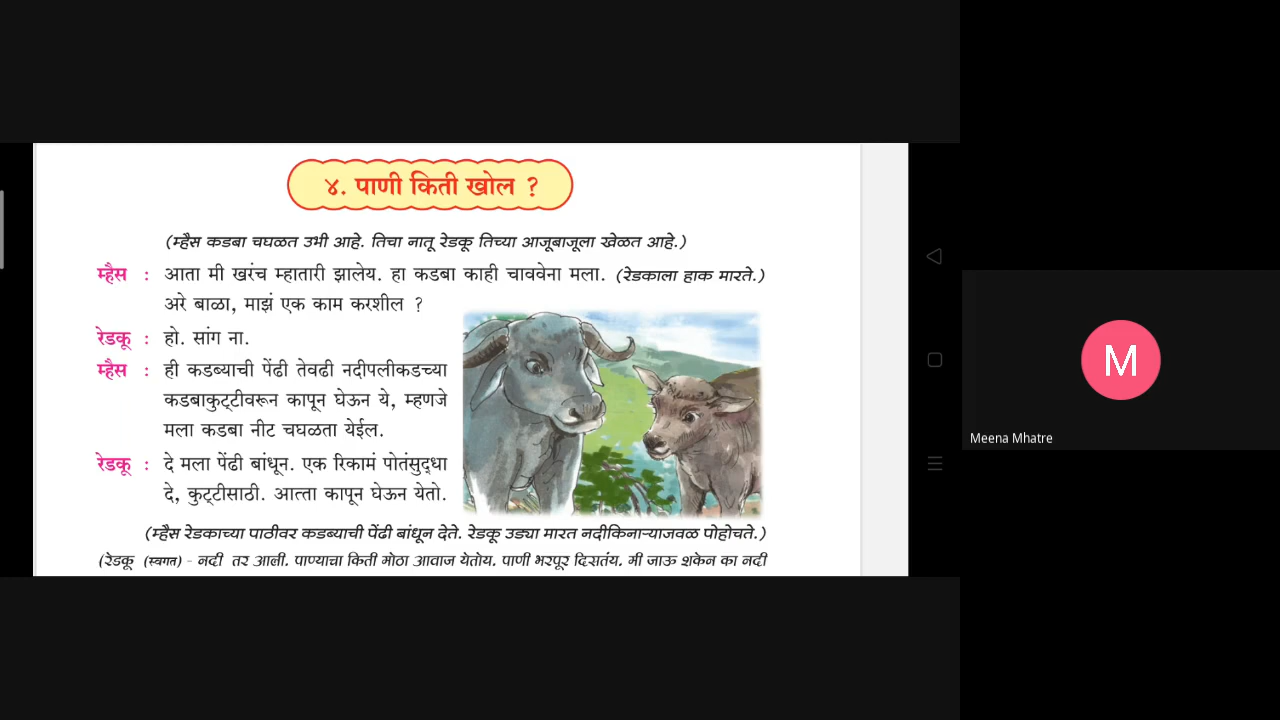 ४. पाणी किती खोल ?
(म्हैस कडबा चघळत उभी आहे. तिचा नातू रेडकू तिच्या आजूबाजूला खेळत आहे.)
म्हैस : आता मी खरंच म्हातारी झालेय. हा कडबा काही चाववेना मला. (रेडकाला हाक मारते.)
अरे बाळा, माझं एक काम करशील ?
रेडकू : हो. सांग ना.
म्हैस : ही कडब्याची पेंढी तेवढी नदीपलीकडच्या
कडबाकुट्टीवरून कापून घेऊन ये, म्हणजे
मला कडबा नीट चघळता येईल.
रेडकू : दे मला पेंढी बांधून. एक रिकामं पोतंसुद्धा
दे, कुट्टीसाठी. आत्ता कापून घेऊन येतो.
(म्हैस रेडकाच्या पाठीवर कडब्याची पेंढी बांधून देते. रेडकू उड्या मारत नदीकिनाऱ्याजवळ पोहोचते.)
(रेडकू (स्वगत) - नदी तर आली. पाण्याचा किती मोठा आवाज येतोय. पाणी भरपूर दिसतंय. मी जाऊ शकेन का नदी
M
Meena Mhatre